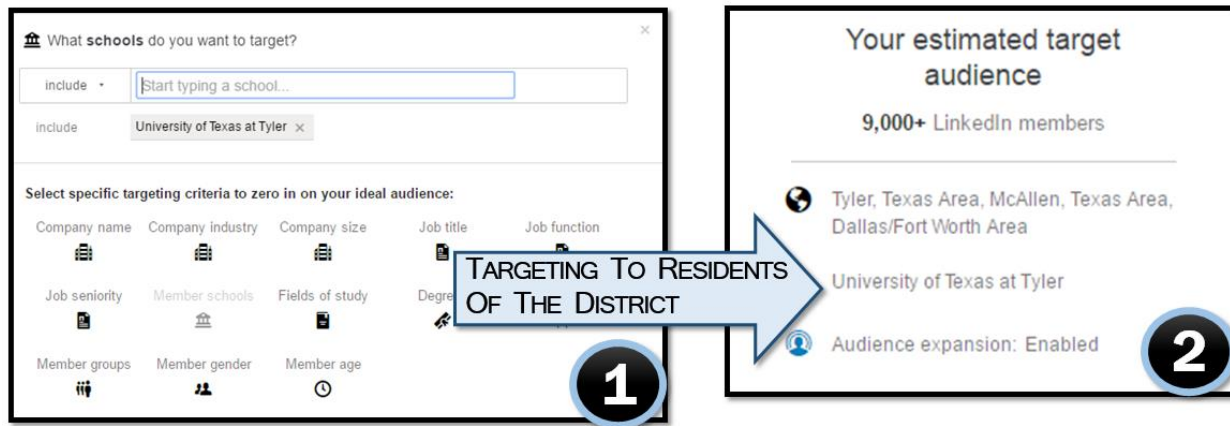 What schools do you want to target?
×
include
Start typing a school...
include
University of Texas at Tyler ×
Select specific targeting criteria to zero in on your ideal audience:
Company name Company industry Company size Job title Job function
Job seniority Member schools Fields of study
Member groups Member gender Member age
1
TARGETING TO RESIDENTS
OF THE DISTRICT
Your estimated target
audience
9,000+ LinkedIn members
Tyler, Texas Area, McAllen, Texas Area,
Dallas/Fort Worth Area
University of Texas at Tyler
Audience expansion: Enabled
2